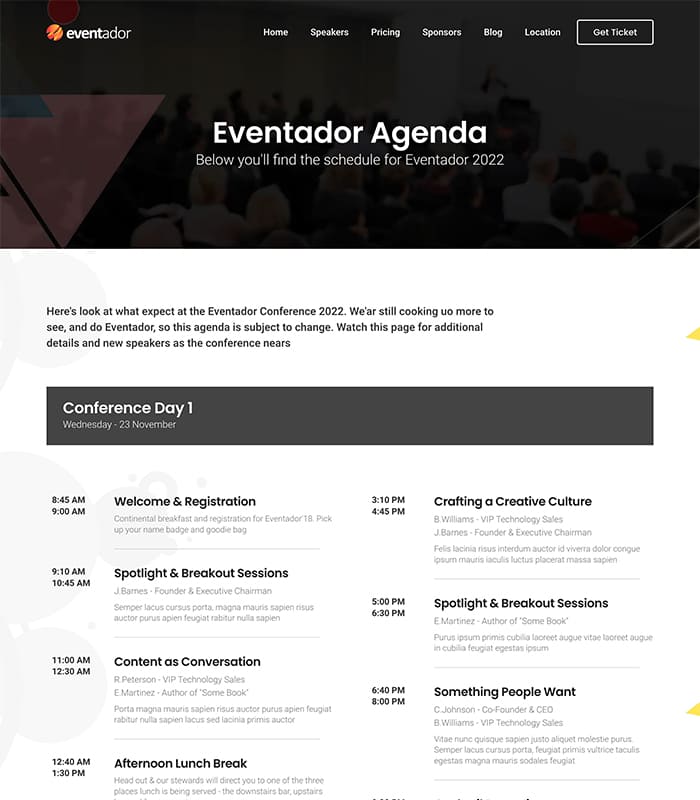 eventador
Home Speakers Pricing Sponsors Blog Location Get Ticket
Eventador Agenda
Below you'll find the schedule for Eventador 2022
Here's look at what expect at the Eventador Conference 2022. We'ar still cooking uo more to
see, and do Eventador, so this agenda is subject to change. Watch this page for additional
details and new speakers as the conference nears
Conference Day 1
Wednesday - 23 November
8:45 AM
9:00 AM
Welcome & Registration
Continental breakfast and registration for Eventador'18. Pick
up your name badge and goodie bag
9:10 AM
10:45 AM
Spotlight & Breakout Sessions
J.Barnes - Founder & Executive Chairman
Semper lacus cursus porta, magna mauris sapien risus
auctor purus apien feugiat rabitur nulla sapien
11:00 AM
12:30 AM
Content as Conversation
R.Peterson - VIP Technology Sales
E.Martinez - Author of "Some Book"
Porta magna mauris sapien risus auctor purus apien feugiat
rabitur nulla sapien lacus sed lacinia primis auctor
12:40 AM
1:30 PM
Afternoon Lunch Break
Head out & our stewards will direct you to one of the three
places lunch is being served - the downstairs bar, upstairs
3:10 PM
4:45 PM
Crafting a Creative Culture
B.Williams - VIP Technology Sales
J.Barnes - Founder & Executive Chairman
Felis lacinia risus interdum auctor id viverra dolor congue
ipsum mauris iaculis luctus placerat massa sapien
5:00 PM
6:30 PM
Spotlight & Breakout Sessions
E.Martinez - Author of "Some Book"
Purus ipsum primis cubilia laoreet augue vitae laoreet augue
in cubilia feugiat egestas ipsum
6:40 PM
8:00 PM
Something People Want
C.Johnson - Co-Founder & CEO
B.Williams - VIP Technology Sales
Vitae nunc quisque sapien justo aliquet molestie purus.
Semper lacus cursus porta, feugiat primis vultrice taculis
egestas magna mauris sodales feugiat